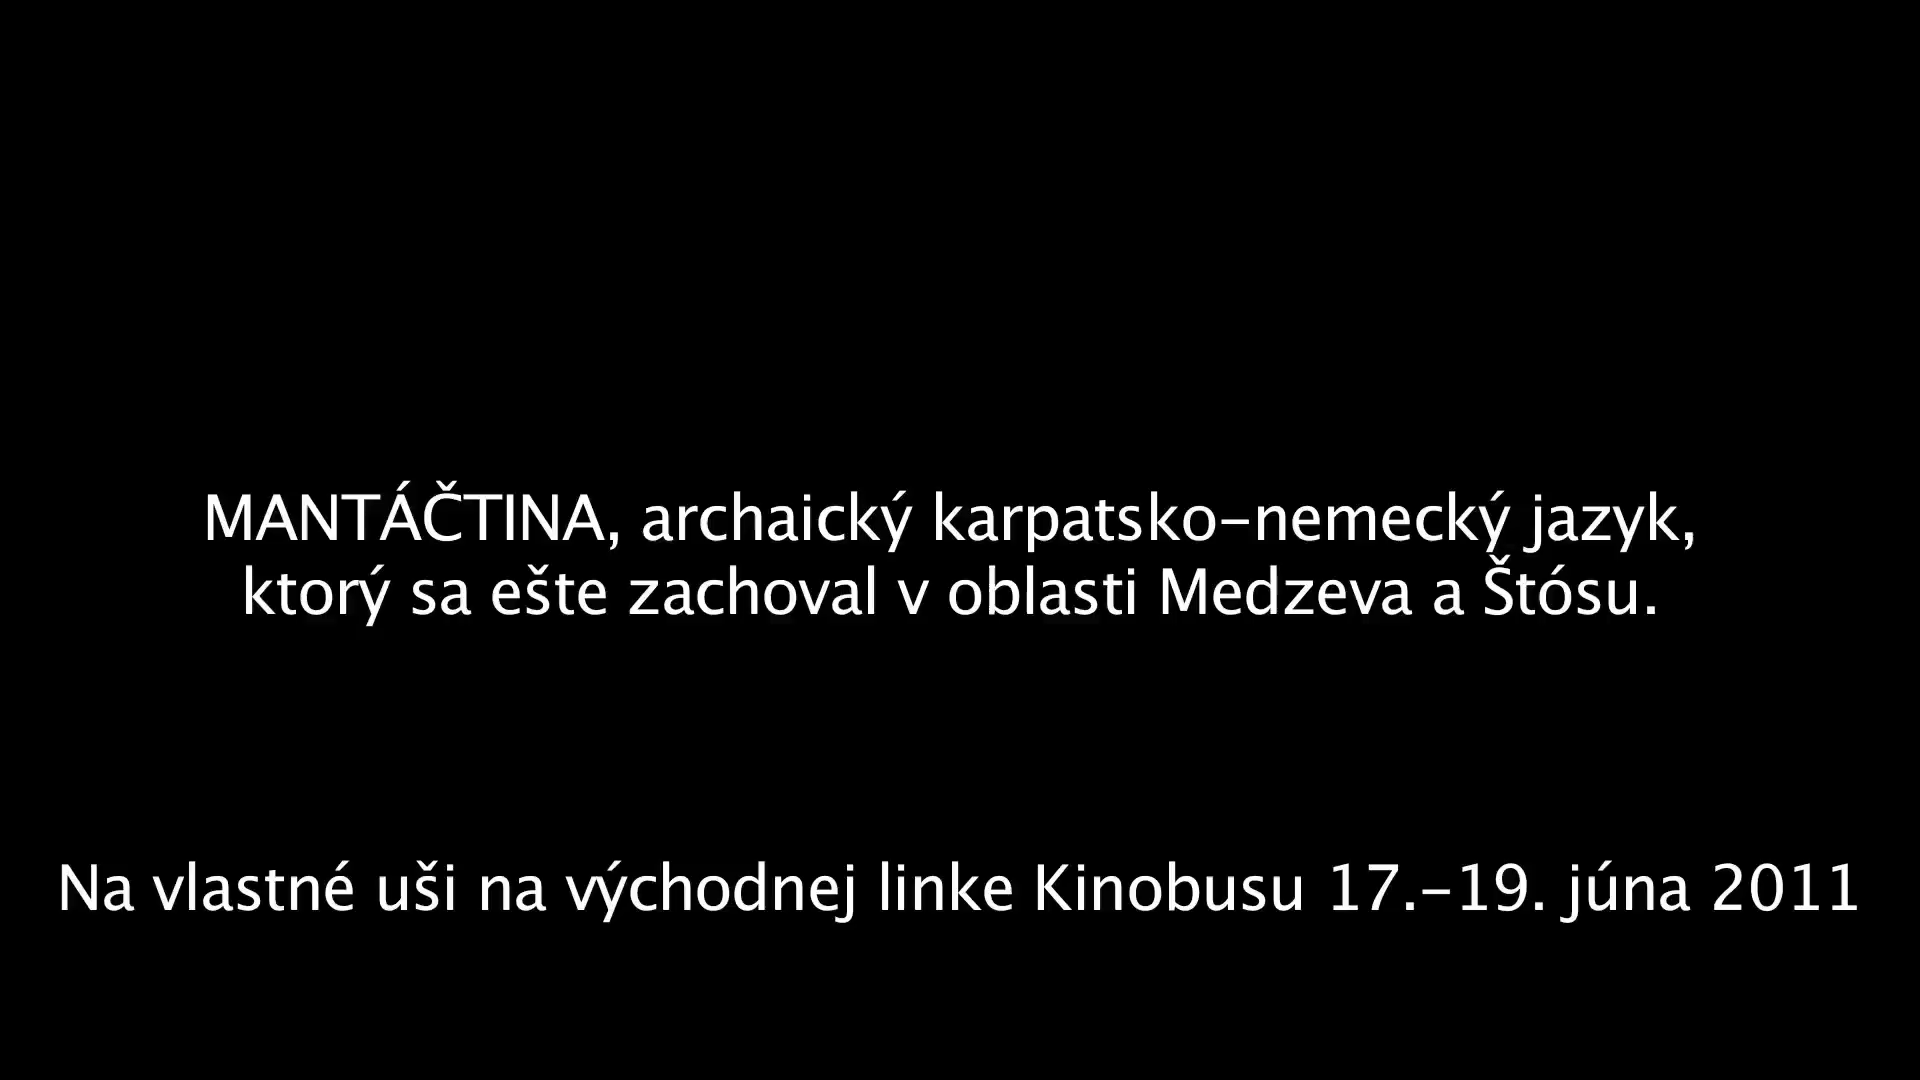 MANTÁČTINA, archaický karpatsko-nemecký jazyk,
ktorý sa ešte zachoval v oblasti Medzeva a Štósu.
Na vlastné uši na východnej linke Kinobusu 17.-19. júna 2011